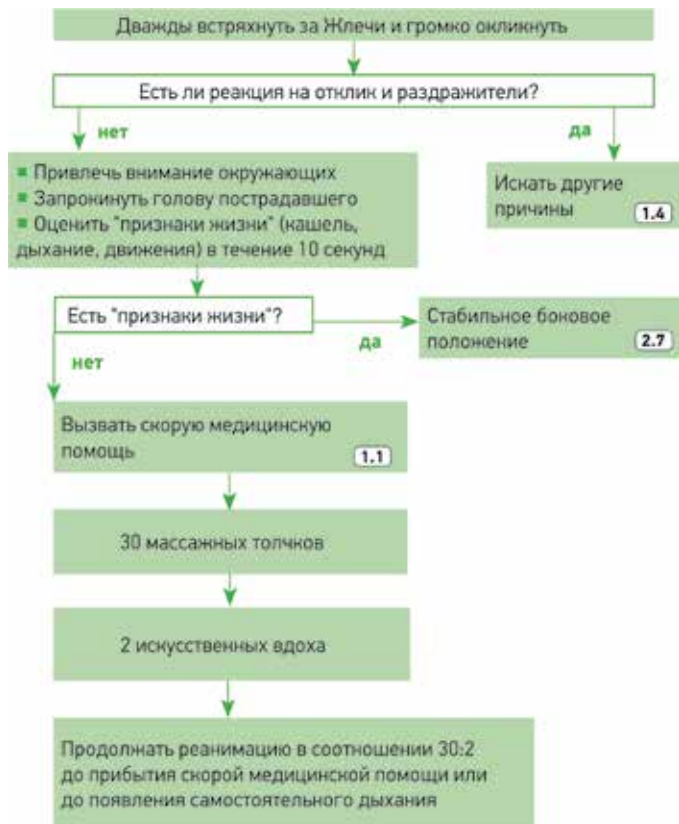 Дважды встряхнуть за Жлечи и громко окликнуть
Есть ли реакция на отклик и раздражители?
нет
да
▪ Привлечь внимание окружающих
▪ Запрокинуть голову пострадавшего
▪ Оценить "признаки жизни" (кашель,
дыхание, движения) в течение 10 секунд
Искать другие
причины 1.4
Есть "признаки жизни"?
да
Стабильное боковое
положение 2.7
нет
Вызвать скорую медицинскую
помощь 1.1
30 массажных толчков
2 искусственных вдоха
Продолжать реанимацию в соотношении 30:2
до прибытия скорой медицинской помощи или
до появления самостоятельного дыхания